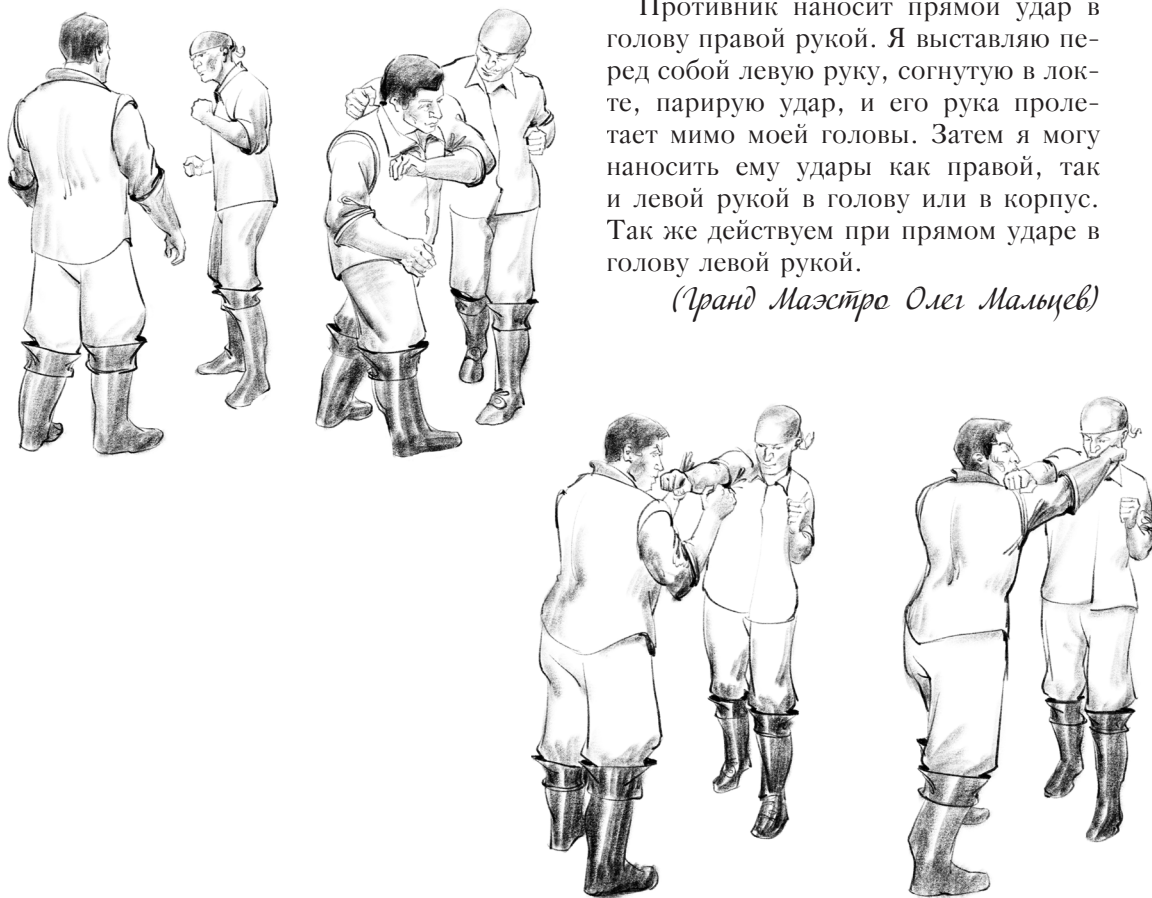 Противник наносит прямой удар в
голову правой рукой. Я выставляю пе-
ред собой левую руку, согнутую в лок-
те, парирую удар, и его рука проле-
тает мимо моей головы. Затем я могу
наносить ему удары как правой, так
и левой рукой в голову или в корпус.
Так же действуем при прямом ударе в
голову левой рукой.
(Гранд Маэстро Олег Мальцев)